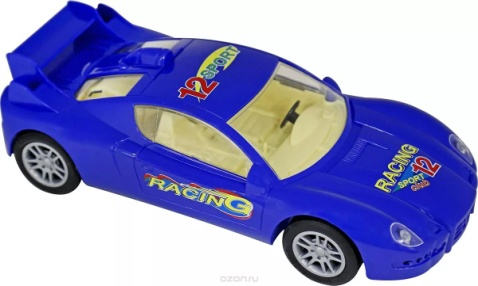 12 SPORT
RACING
RACING
SPORT 12
ozon.ru